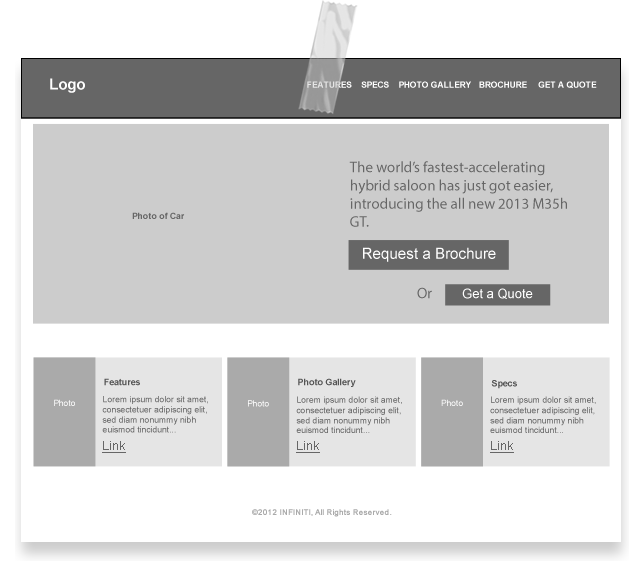 Logo
FEATURES SPECS PHOTO GALLERY BROCHURE GET A QUOTE
Photo of Car
The world's fastest-accelerating
hybrid saloon has just got easier,
introducing the all new 2013 M35h
GT.
Request a Brochure
Or Get a Quote
Photo
Features
Lorem ipsum dolor sit amet,
consectetuer adipiscing elit,
sed diam nonummy nibh
euismod tincidunt...
Link
Photo
Photo Gallery
Lorem ipsum dolor sit amet,
consectetuer adipiscing elit,
sed diam nonummy nibh
euismod tincidunt...
Link
Photo
Specs
Lorem ipsum dolor sit amet,
consectetuer adipiscing elit,
sed diam nonummy nibh
euismod tincidunt...
Link
©2012 INFINITI, All Rights Reserved.